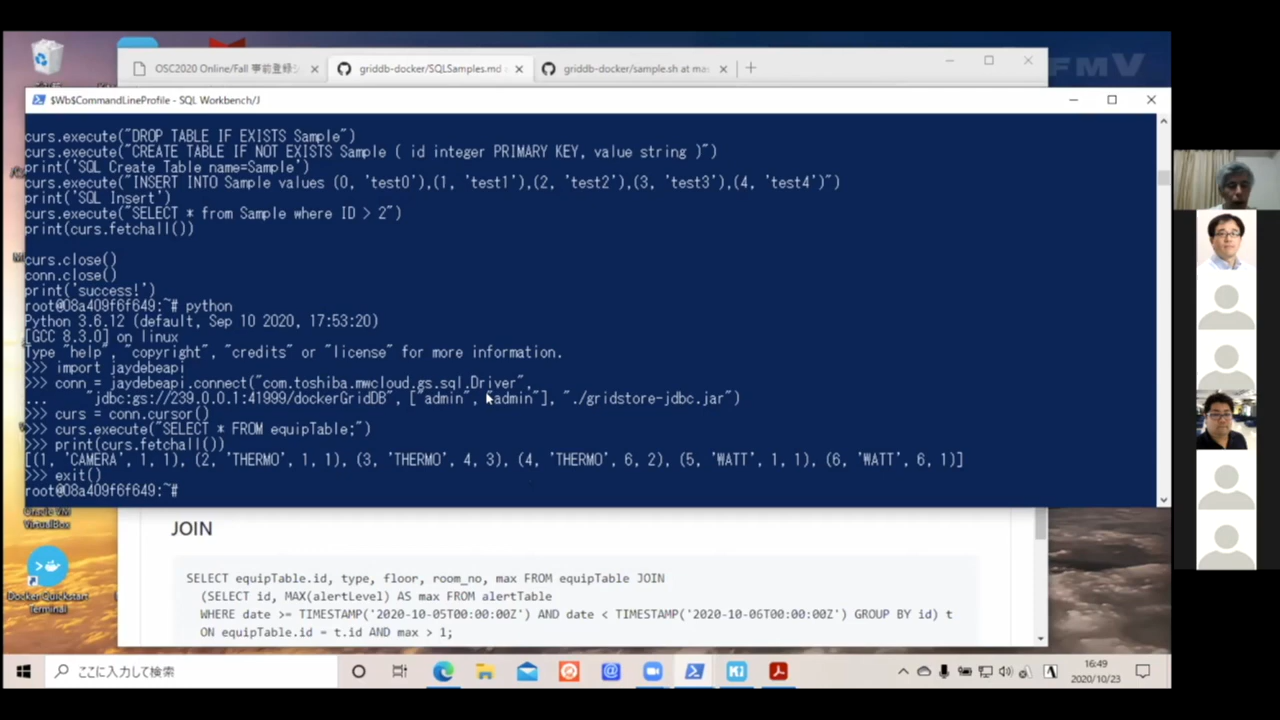 FMV
OSC2020 Online/Fall 事前登録
griddb-docker/SQLSamples.md
griddb-docker/sample.sh at mas
$Wb$CommandLineProfile - SQL Workbench/J
curs.execute("DROP TABLE IF EXISTS Sample")
curs.execute("CREATE TABLE IF NOT EXISTS Sample ( id integer PRIMARY KEY, value string )")
print('SQL Create Table name=Sample')
curs.execute("INSERT INTO Sample values (0, 'test0'),(1, 'test1'),(2, 'test2'),(3, 'test3'),(4, 'test4')")
print('SQL Insert')
curs.execute("SELECT * from Sample where ID > 2")
print(curs.fetchall())
curs.close()
conn.close()
print('success!')
root@08a409f6f649:~# python
Python 3.6.12 (default, Sep 10 2020, 17:53:20)
[GCC 8.3.0] on linux
Type "help", "copyright", "credits" or "license" for more information.
>>> import jaydebeapi
>>> conn = jaydebeapi.connect("com.toshiba.mwcloud.gs.sql.Driver",
... "jdbc:gs://239.0.0.1:41999/dockerGridDB", ["admin", "admin"], "./gridstore-jdbc.jar")
>>> curs = conn.cursor()
>>> curs.execute("SELECT * FROM equipTable;")
>>> print(curs.fetchall())
[(1, 'CAMERA', 1, 1), (2, 'THERMO', 1, 1), (3, 'THERMO', 4, 3), (4, 'THERMO', 6, 2), (5, 'WATT', 1, 1), (6, 'WATT', 6, 1)]
>>> exit()
root@08a409f6f649:~#
Oracle VM
VirtualBox
Docker Quickstart
Terminal
JOIN
SELECT equipTable.id, type, floor, room_no, max FROM equipTable JOIN
(SELECT id, MAX(alertLevel) AS max FROM alertTable
WHERE date >= TIMESTAMP('2020-10-05T00:00:00Z') AND date < TIMESTAMP('2020-10-06T00:00:00Z') GROUP BY id) t
ON equipTable.id = t.id AND max > 1;
ここに入力して検索
A
16:49
2020/10/23